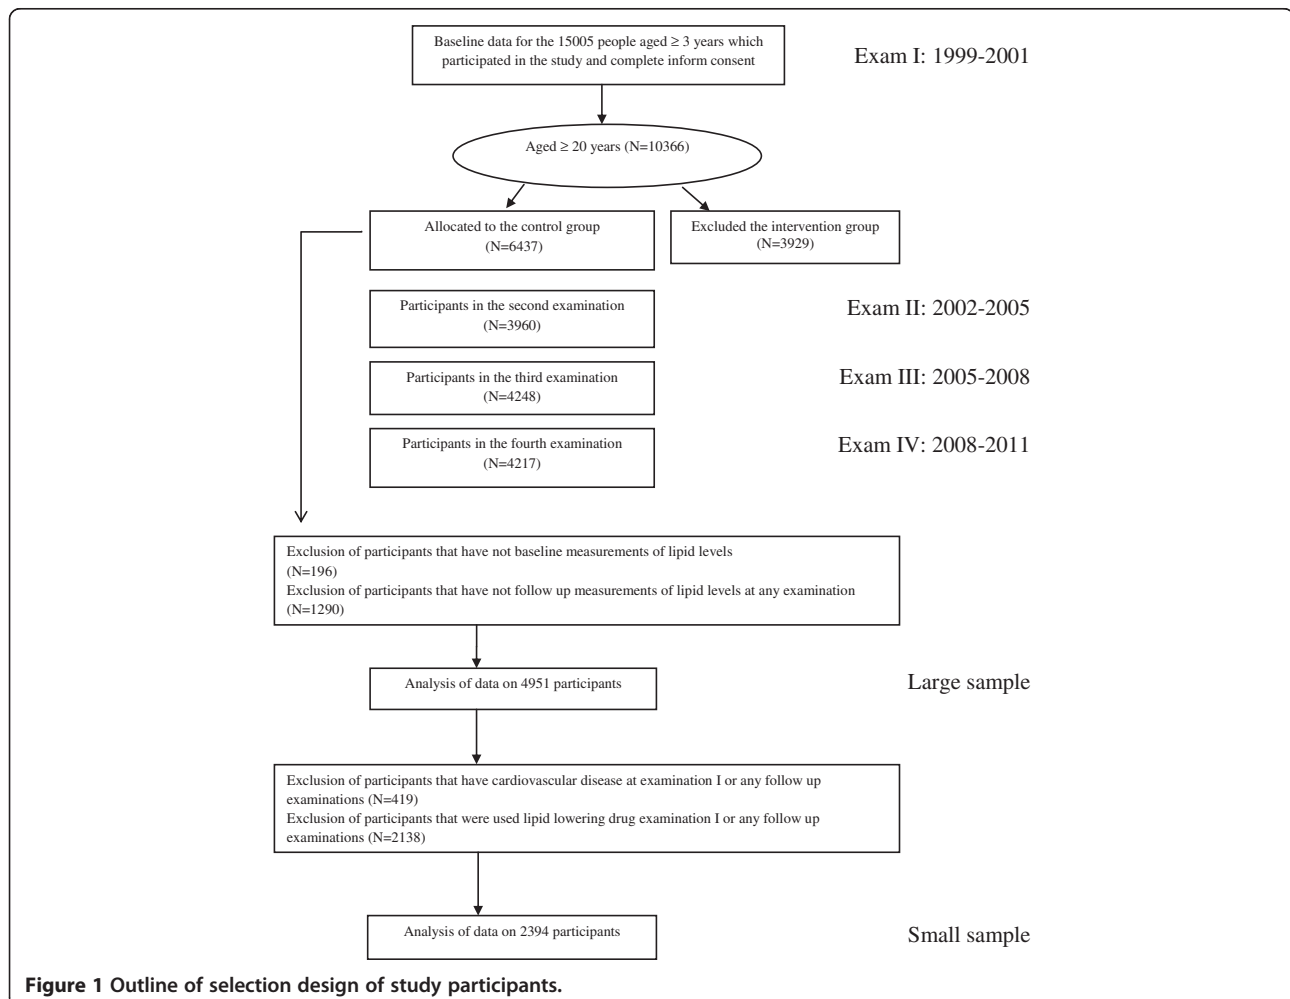 Baseline data for the 15005 people aged ≥ 3 years which
participated in the study and complete inform consent
Exam I: 1999-2001
Aged ≥ 20 years (N=10366)
Allocated to the control group
(N=6437)
Excluded the intervention group
(N=3929)
Participants in the second examination
(N=3960)
Exam II: 2002-2005
Participants in the third examination
(N=4248)
Exam III: 2005-2008
Participants in the fourth examination
(N=4217)
Exam IV: 2008-2011
Exclusion of participants that have not baseline measurements of lipid levels
(N=196)
Exclusion of participants that have not follow up measurements of lipid levels at any examination
(N=1290)
Analysis of data on 4951 participants
Large sample
Exclusion of participants that have cardiovascular disease at examination I or any follow up
examinations (N=419)
Exclusion of participants that were used lipid lowering drug examination I or any follow up
examinations (N=2138)
Analysis of data on 2394 participants
Small sample
Figure 1 Outline of selection design of study participants.